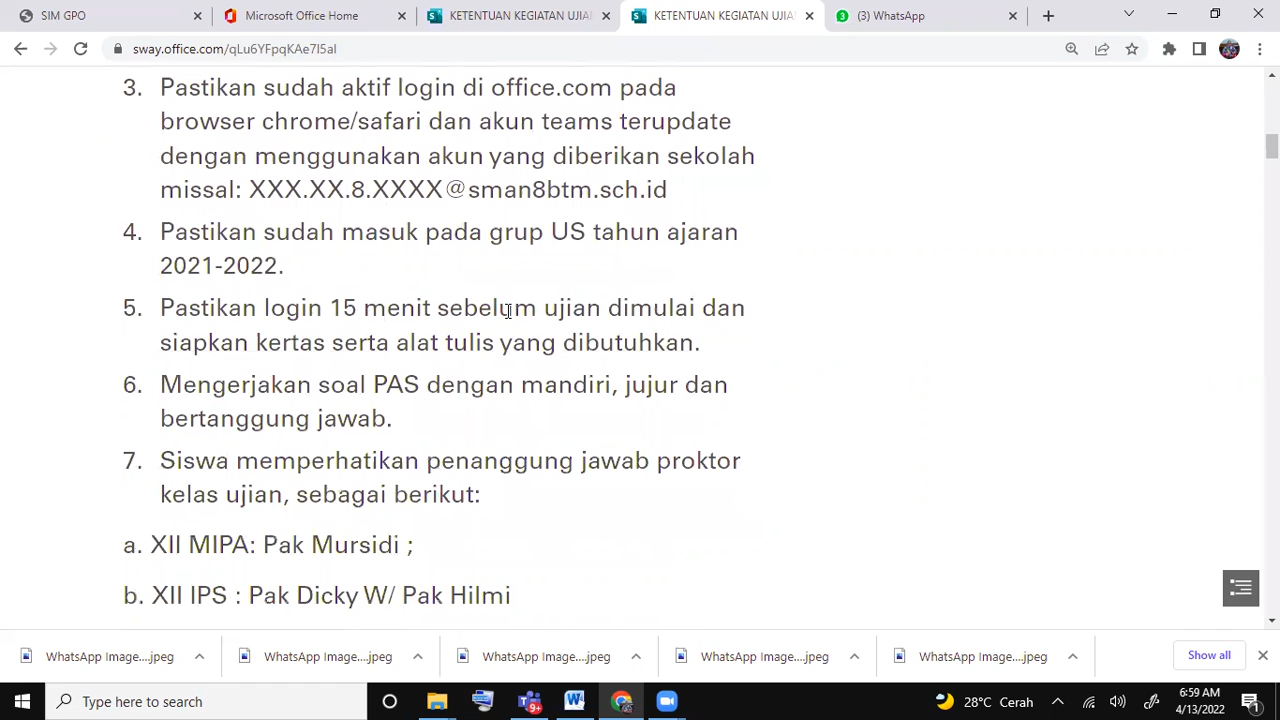 SIM GPO
Microsoft Office Home
KETENTUAN KEGIATAN UJIA
KETENTUAN KEGIATAN UJIA
(3) WhatsApp
sway.office.com/qLu6YFpqKAe7I5al
3. Pastikan sudah aktif login di office.com pada
browser chrome/safari dan akun teams terupdate
dengan menggunakan akun yang diberikan sekolah
missal: XXX.XX.8.XXXX@sman8btm.sch.id
4. Pastikan sudah masuk pada grup US tahun ajaran
2021-2022.
5. Pastikan login 15 menit sebelum ujian dimulai dan
siapkan kertas serta alat tulis yang dibutuhkan.
6. Mengerjakan soal PAS dengan mandiri, jujur dan
bertanggung jawab.
7. Siswa memperhatikan penanggung jawab proktor
kelas ujian, sebagai berikut:
a. XII MIPA: Pak Mursidi ;
b. XII IPS : Pak Dicky W/ Pak Hilmi
WhatsApp Image....jpeg
WhatsApp Image....jpeg
WhatsApp Image....jpeg
WhatsApp Image....jpeg
WhatsApp Image....jpeg
Show all
Type here to search
9+
28°C Cerah
6:59 AM
4/13/2022
1